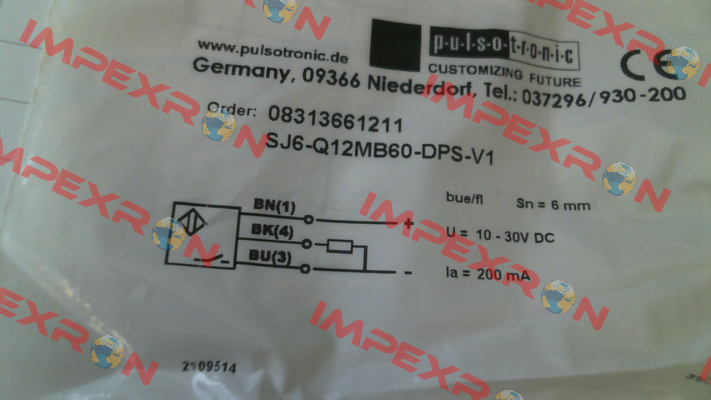 www.pulsotronic.de
p·u·l·s·o·t·r·o·n·i·c
CUSTOMIZING FUTURE
CE
Germany, 09366 Niederdorf, Tel.: 037296/930-200
Order: 08313661211
SJ6-Q12MB60-DPS-V1
BN(1)
+
BK(4)
BU(3)
-
bue/fl Sn = 6 mm
U = 10 - 30V DC
Ia = 200 mA
2109514
IMPEXRON
IMPEXRON
IMPEXRON
IMPEXRON
IMPEXRON
IMPEXRON